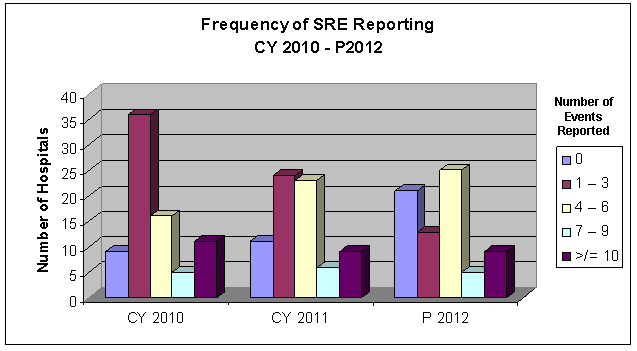 Frequency of SRE Reporting
CY 2010 - P2012
Number of Hospitals
40
35
30
25
20
15
10
5
0
CY 2010
CY 2011
P 2012
Number of
Events
Reported
0
1 – 3
4 – 6
7 – 9
>/= 10